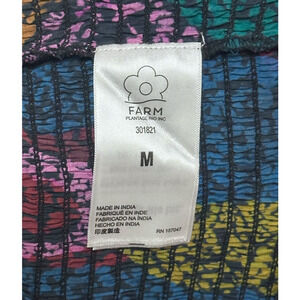 FARM
PLANTAGE RIO INC
301821
M
MADE IN INDIA
FABRIQUÉ EN INDE
FABRICADO NA ÍNDIA
HECHO EN INDIA
印度製造
RN 157047